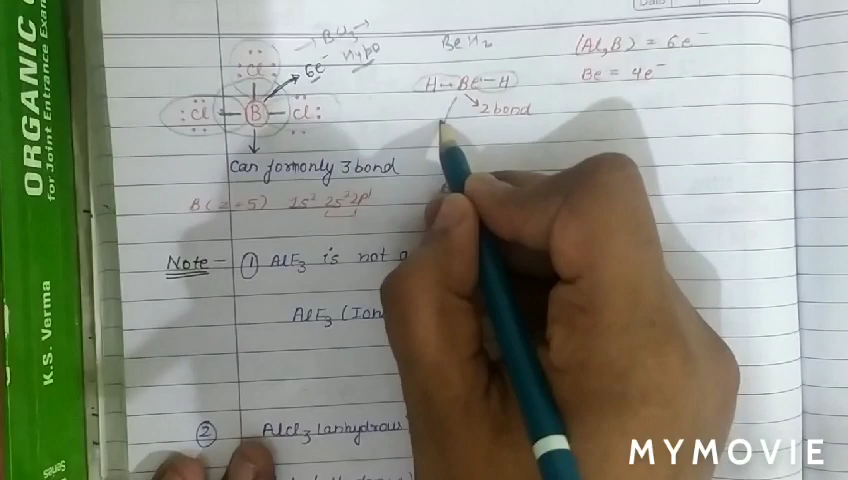 ORGANIC
for Joint Entrance Exam
K.S. Verma
Series
→ BCl3 →
6e⁻ Hypo
Cl
Cl B Cl
Can form only 3 bond
B (Z = 5) 1s² 2s² 2p¹
BeH2
H - Be - H
2 bond
(Al, B) = 6e⁻
Be = 4e⁻
Note - ① AlF3 is not a
AlF3 (Ion
② AlCl3 (anhydrous
MYMOVIE